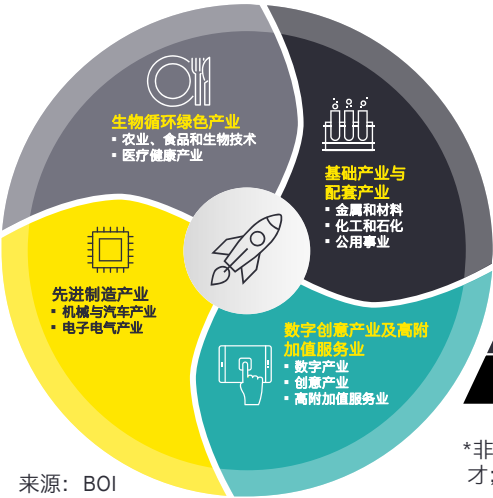 生物循环绿色产业
▪ 农业、食品和生物技术
▪ 医疗健康产业
基础产业与
配套产业
▪ 金属和材料
▪ 化工和石化
▪ 公用事业
先进制造产业
▪ 机械与汽车产业
▪ 电子电气产业
数字创意产业及高附
加值服务业
▪ 数字产业
▪ 创意产业
▪ 高附加值服务业
*非
才;
来源：BOI